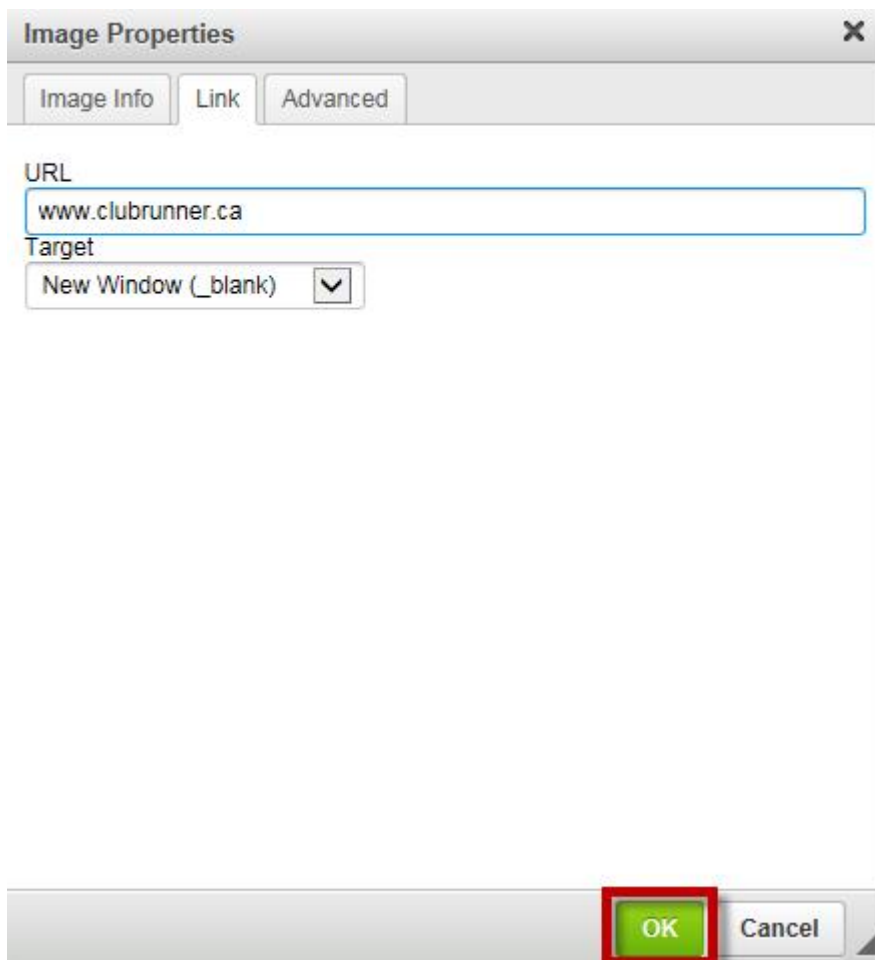 Image Properties
Image Info Link Advanced
URL
www.clubrunner.ca
Target
New Window (_blank)
OK Cancel